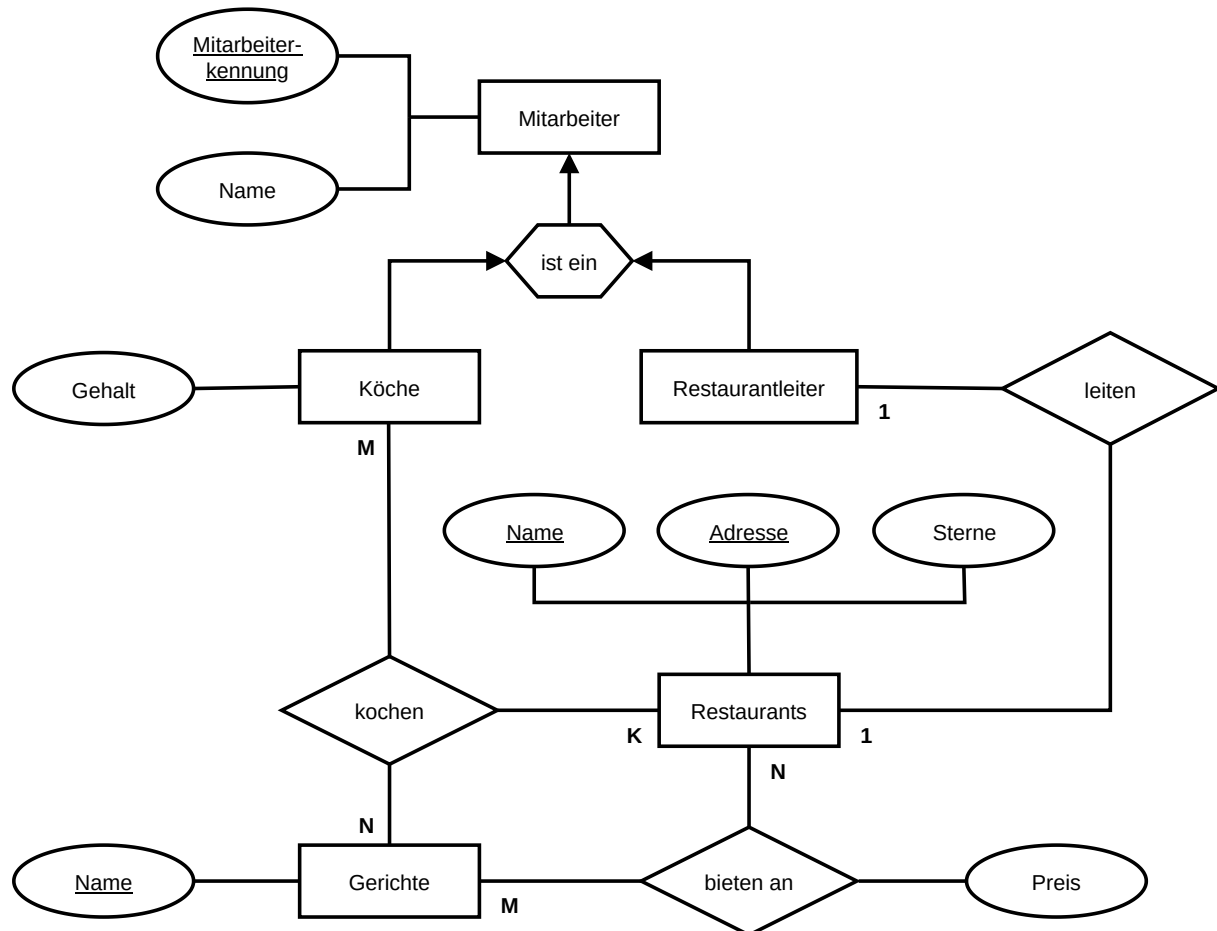 Mitarbeiter-
kennung
Mitarbeiter
Name
ist ein
Gehalt
Köche
Restaurantleiter
leiten
1
M
Name
Adresse
Sterne
kochen
Restaurants
K
1
N
N
Name
Gerichte
bieten an
Preis
M